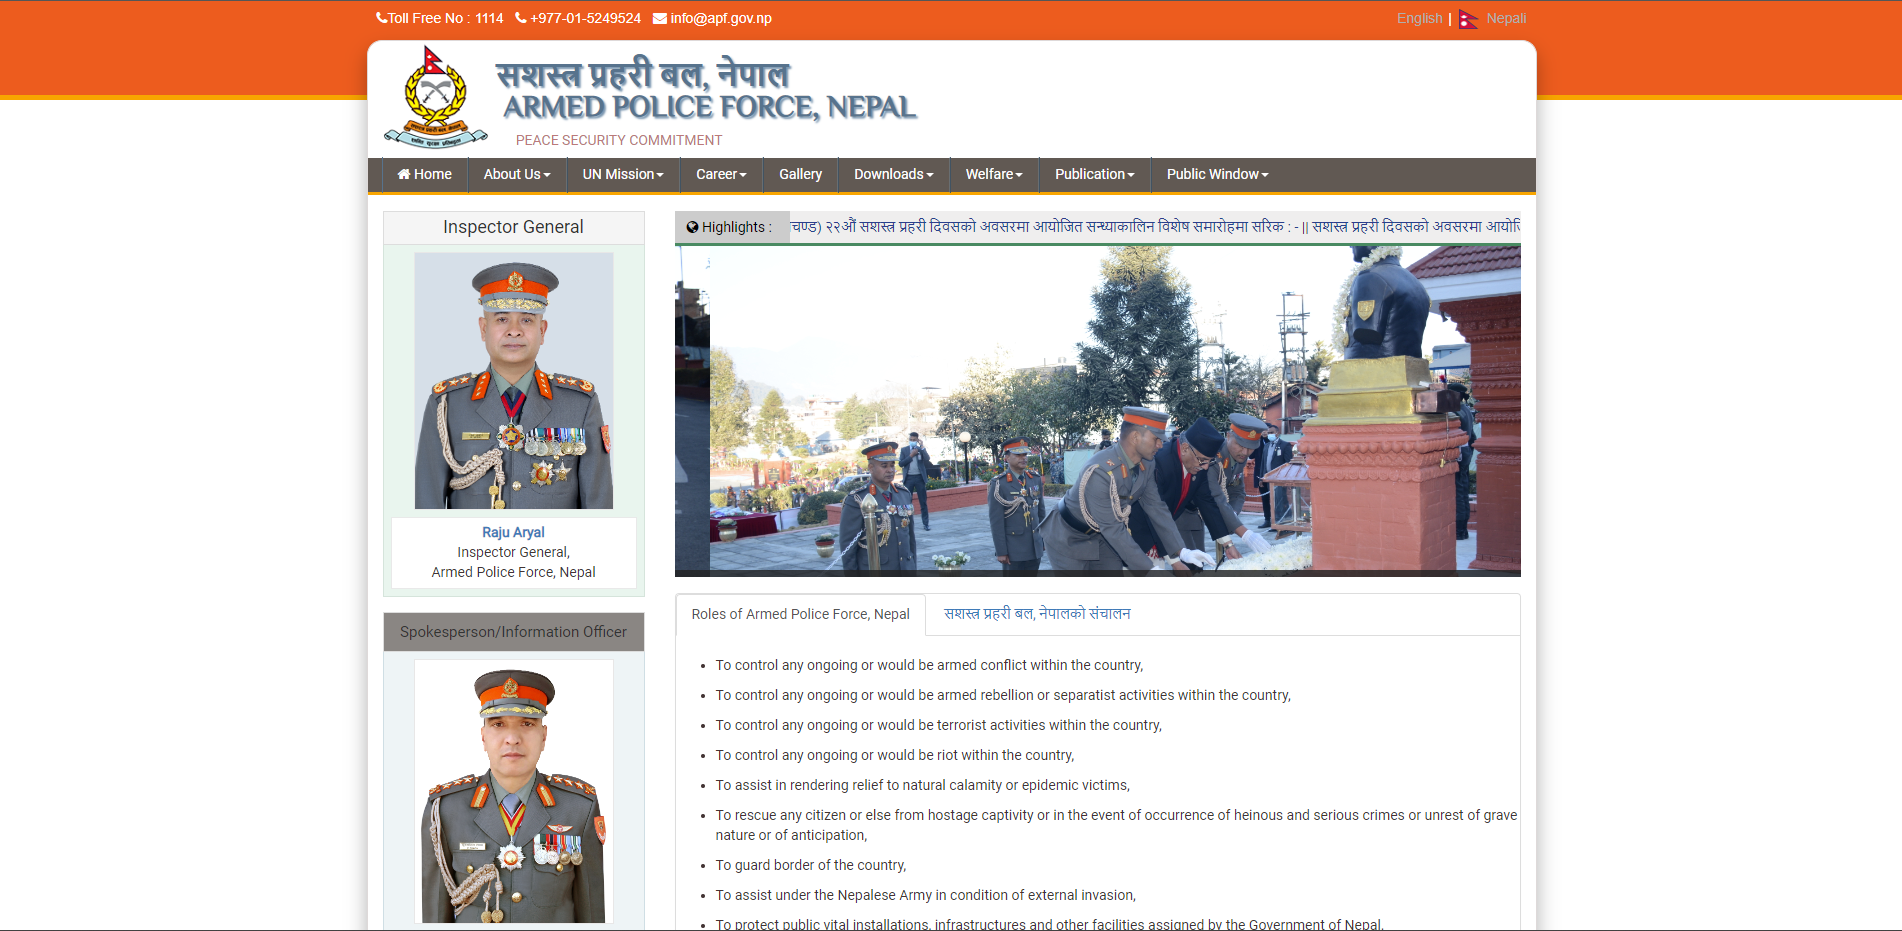 Toll Free No : 1114 +977-01-5249524 info@apf.gov.np
English | Nepali
सशस्त्र प्रहरी बल, नेपाल
ARMED POLICE FORCE, NEPAL
PEACE SECURITY COMMITMENT
Home About Us UN Mission Career Gallery Downloads Welfare Publication Public Window
Inspector General
Raju Aryal
Inspector General,
Armed Police Force, Nepal
Spokesperson/Information Officer
Highlights : चण्ड) २२औं सशस्त्र प्रहरी दिवसको अवसरमा आयोजित सन्ध्याकालिन विशेष समारोहमा सरिक : - || सशस्त्र प्रहरी दिवसको अवसरमा
Roles of Armed Police Force, Nepal सशस्त्र प्रहरी बल, नेपालको संचालन
• To control any ongoing or would be armed conflict within the country,
• To control any ongoing or would be armed rebellion or separatist activities within the country,
• To control any ongoing or would be terrorist activities within the country,
• To control any ongoing or would be riot within the country,
• To assist in rendering relief to natural calamity or epidemic victims,
• To rescue any citizen or else from hostage captivity or in the event of occurrence of heinous and serious crimes or unrest of grave
nature or of anticipation,
• To guard border of the country,
• To assist under the Nepalese Army in condition of external invasion,
• To protect public vital installations, infrastructures and other facilities assigned by the Government of Nepal.